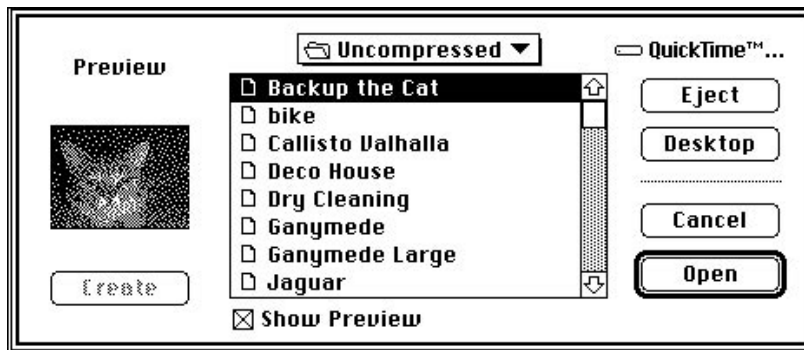 Preview
Create
Uncompressed
Backup the Cat
bike
Callisto Valhalla
Deco House
Dry Cleaning
Ganymede
Ganymede Large
Jaguar
Show Preview
QuickTime™...
Eject
Desktop
Cancel
Open